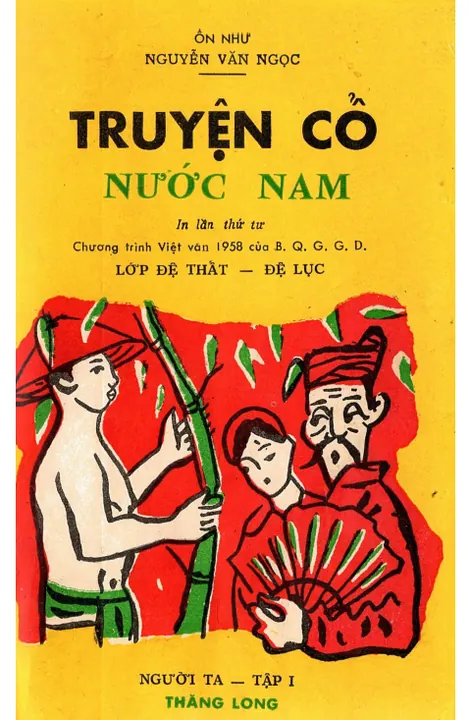 ÔN NHƯ
NGUYỄN VĂN NGỌC
TRUYỆN CỔ
NƯỚC NAM
In lần thứ tư
Chương trình Việt văn 1958 của B. Q. G. G. D.
LỚP ĐỆ THẤT — ĐỆ LỤC
NGƯỜI TA — TẬP I
THĂNG LONG